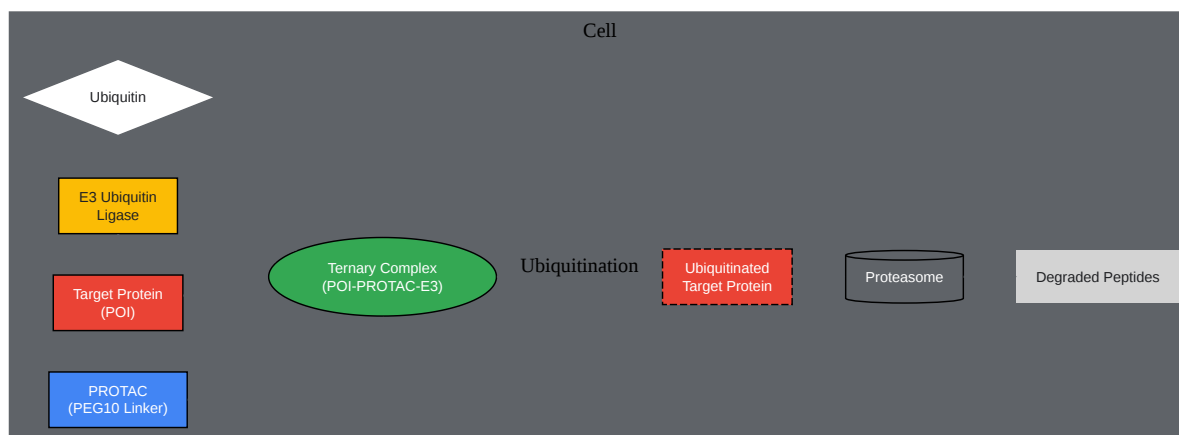 Cell
Ubiquitin
E3 Ubiquitin
Ligase
Target Protein
(POI)
PROTAC
(PEG10 Linker)
Ternary Complex
(POI-PROTAC-E3)
Ubiquitination
Ubiquitinated
Target Protein
Proteasome
Degraded Peptides